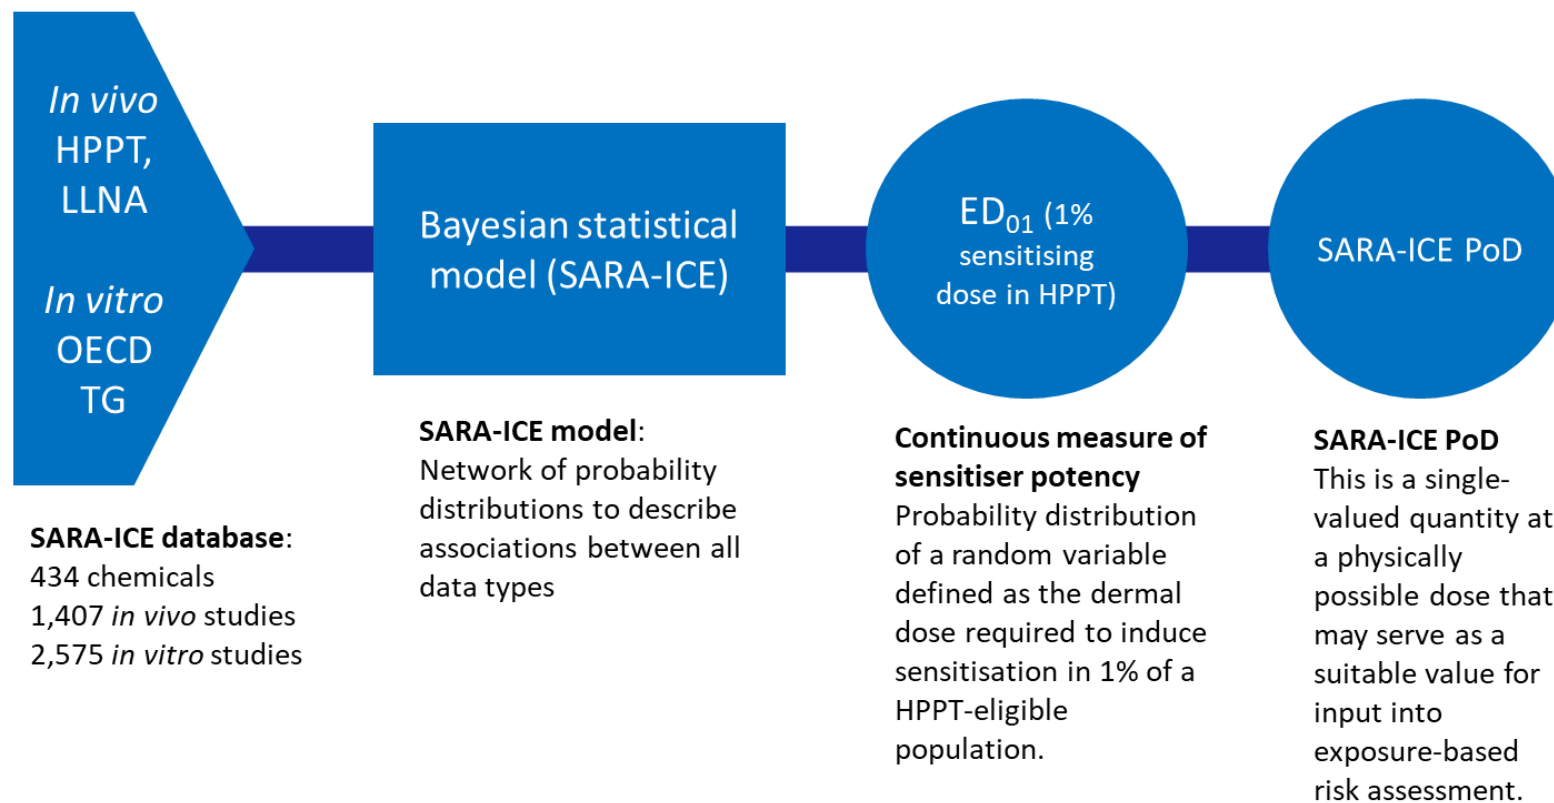 In vivo
HPPT,
LLNA
In vitro
OECD
TG
SARA-ICE database:
434 chemicals
1,407 in vivo studies
2,575 in vitro studies
Bayesian statistical
model (SARA-ICE)
SARA-ICE model:
Network of probability
distributions to describe
associations between all
data types
ED01 (1%
sensitising
dose in HPPT)
Continuous measure of
sensitiser potency
Probability distribution
of a random variable
defined as the dermal
dose required to induce
sensitisation in 1% of a
HPPT-eligible
population.
SARA-ICE PoD
SARA-ICE PoD
This is a single-
valued quantity at
a physically
possible dose that
may serve as a
suitable value for
input into
exposure-based
risk assessment.